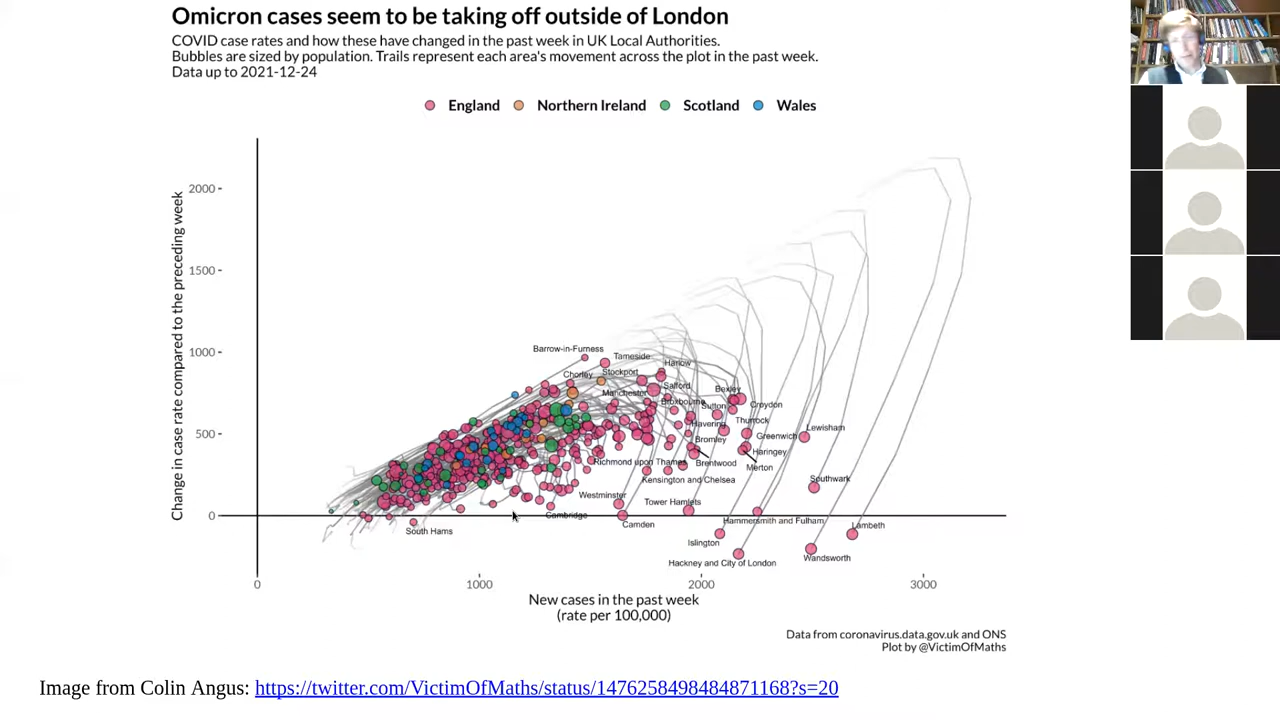 Omicron cases seem to be taking off outside of London
COVID case rates and how these have changed in the past week in UK Local Authorities.
Bubbles are sized by population. Trails represent each area's movement across the plot in the past week.
Data up to 2021-12-24
England Northern Ireland Scotland Wales
Change in case rate compared to the preceding week
2000
1500
1000
500
0
Barrow-in-Furness
Tameside
Harlow
Chorley
Stockport
Salford
Manchester
Bexley
Broxbourne
Sutton
Croydon
Havering
Thurrock
Lewisham
Greenwich
Bromley
Haringey
Richmond upon Thames
Brentwood
Merton
Kensington and Chelsea
Southwark
Westminster
Tower Hamlets
Cambridge
Camden
Hammersmith and Fulham
Lambeth
South Hams
Islington
Wandsworth
Hackney and City of London
0 1000 2000 3000
New cases in the past week
(rate per 100,000)
Data from coronavirus.data.gov.uk and ONS
Plot by @VictimOfMaths
Image from Colin Angus: https://twitter.com/VictimOfMaths/status/1476258498484871168?s=20